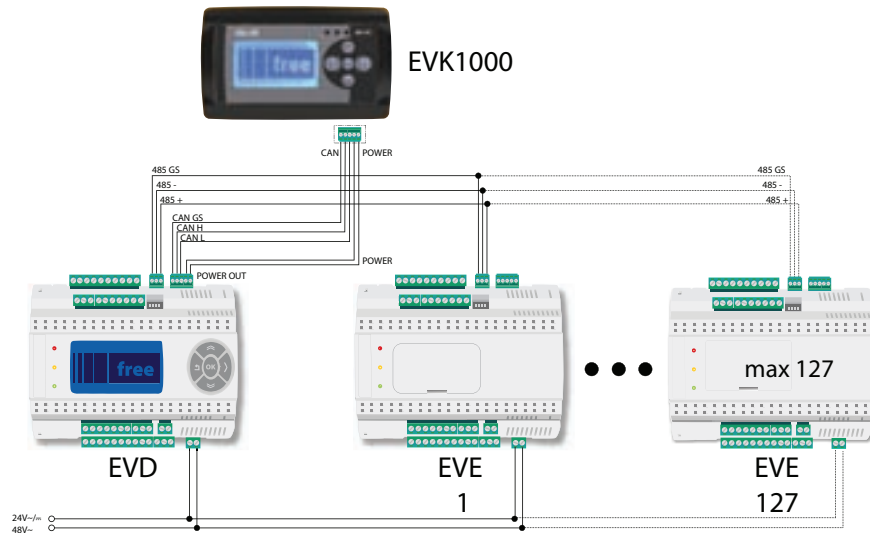 EVK1000
free
CAN
POWER
485 GS
485 -
485 +
485 GS
485 -
485 +
CAN GS
CAN H
CAN L
POWER OUT
POWER
free
OK
max 127
EVD
EVE
1
EVE
127
24V~/⎓
48V~